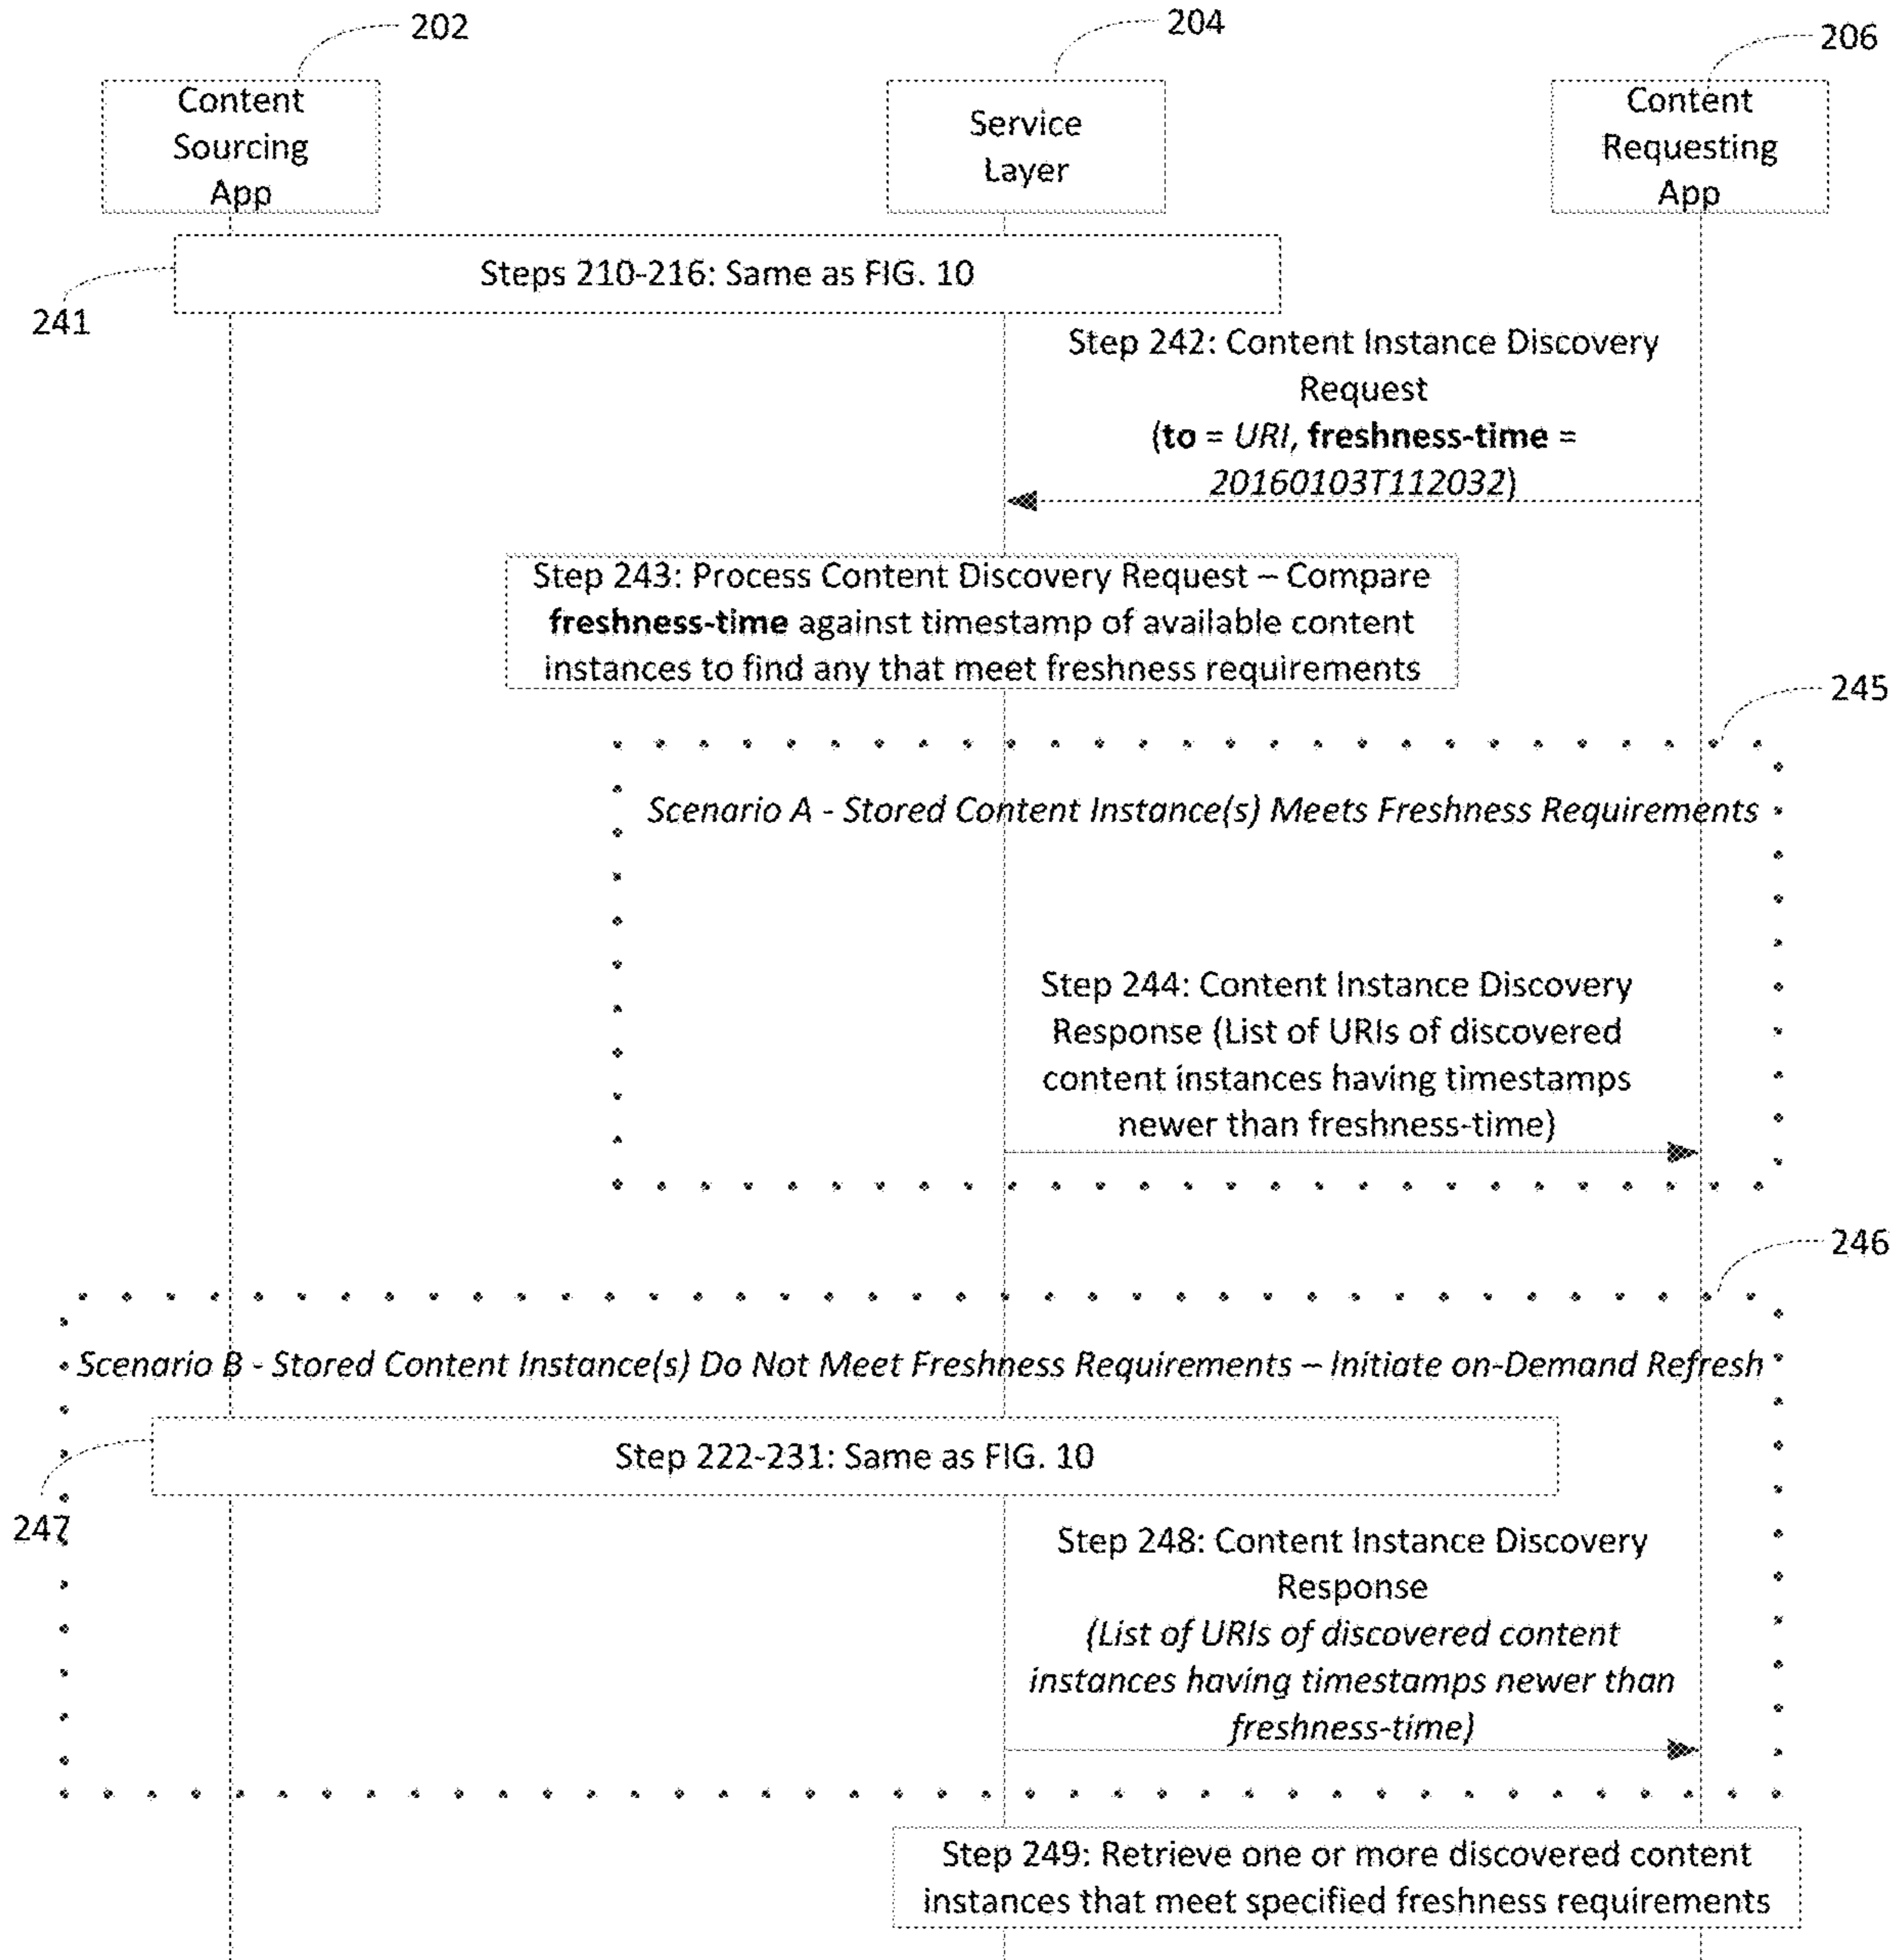 202
204
206
Content
Sourcing
App
Service
Layer
Content
Requesting
App
Steps 210-216: Same as FIG. 10
241
Step 242: Content Instance Discovery
Request
(to = URI, freshness-time =
20160103T112032)
Step 243: Process Content Discovery Request – Compare
freshness-time against timestamp of available content
instances to find any that meet freshness requirements
245
Scenario A - Stored Content Instance(s) Meets Freshness Requirements
Step 244: Content Instance Discovery
Response (List of URIs of discovered
content instances having timestamps
newer than freshness-time)
246
Scenario B - Stored Content Instance(s) Do Not Meet Freshness Requirements – Initiate on-Demand Refresh
Step 222-231: Same as FIG. 10
247
Step 248: Content Instance Discovery
Response
(List of URIs of discovered content
instances having timestamps newer than
freshness-time)
Step 249: Retrieve one or more discovered content
instances that meet specified freshness requirements